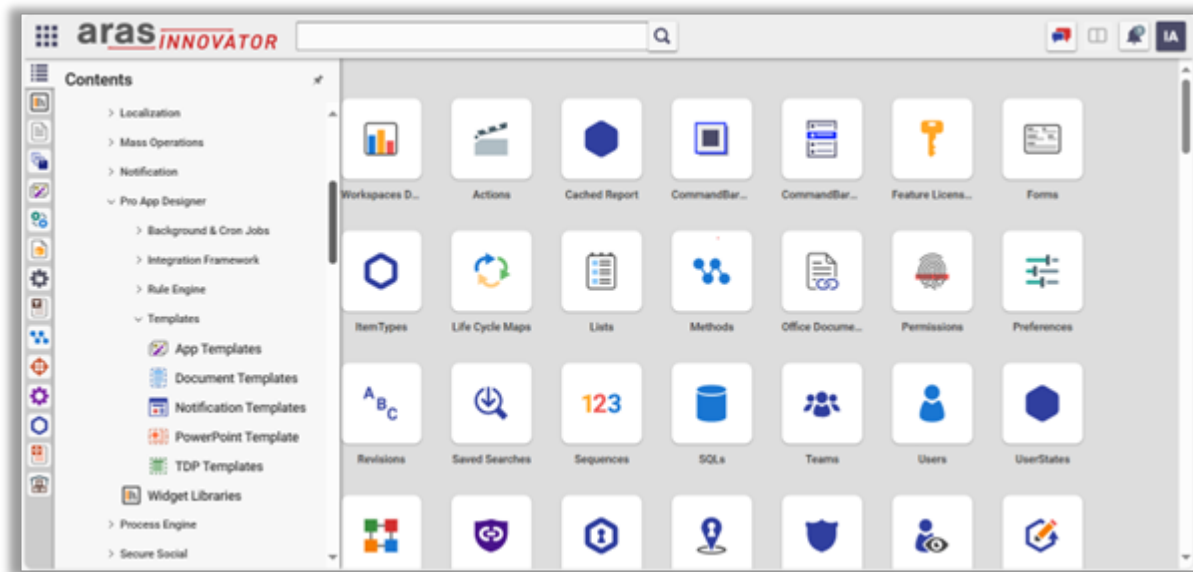 aras INNOVATOR
IA
Contents
Localization
Mass Operations
Notification
Pro App Designer
Background & Cron Jobs
Integration Framework
Rule Engine
Templates
App Templates
Document Templates
Notification Templates
PowerPoint Template
TDP Templates
Widget Libraries
Process Engine
Secure Social
Workspaces D... Actions Cached Report CommandBar... CommandBar... Feature Licens... Forms
ItemTypes Life Cycle Maps Lists Methods Office Docume... Permissions Preferences
ABC 123
Revisions Saved Searches Sequences SQLs Teams Users UserStates